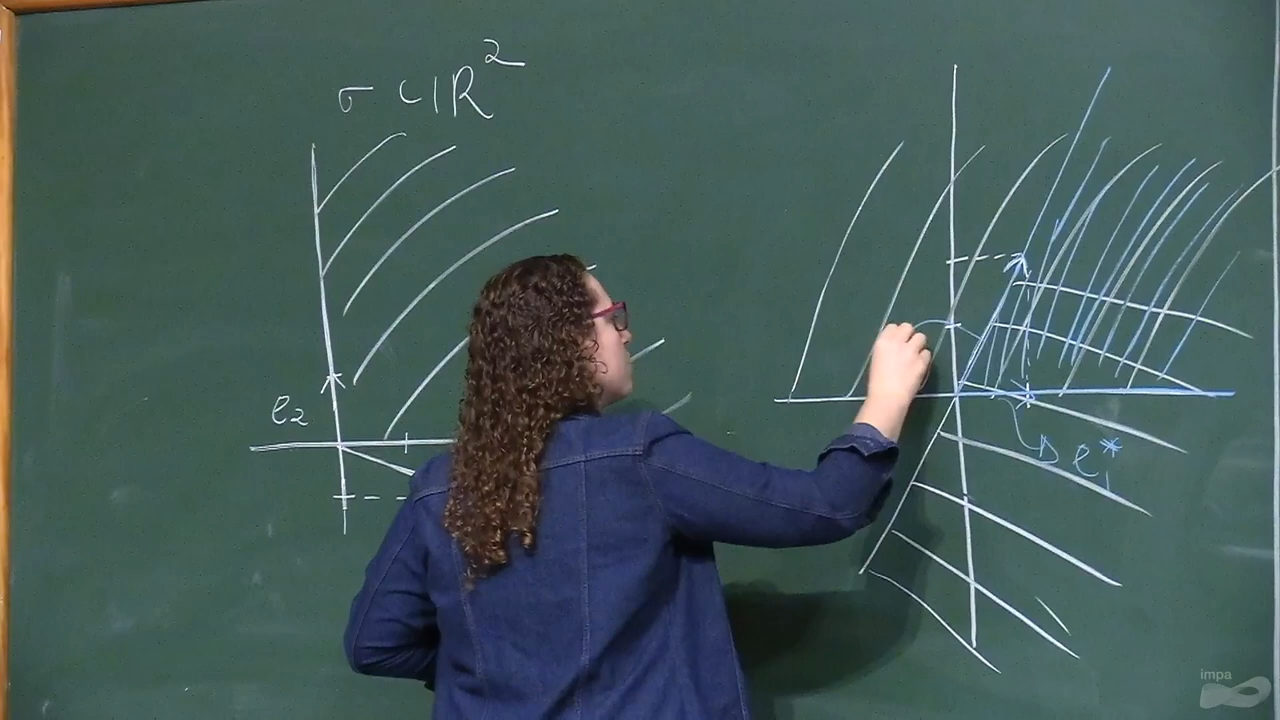 σ ⊂ ℝ²
e₂
e₁*
impa